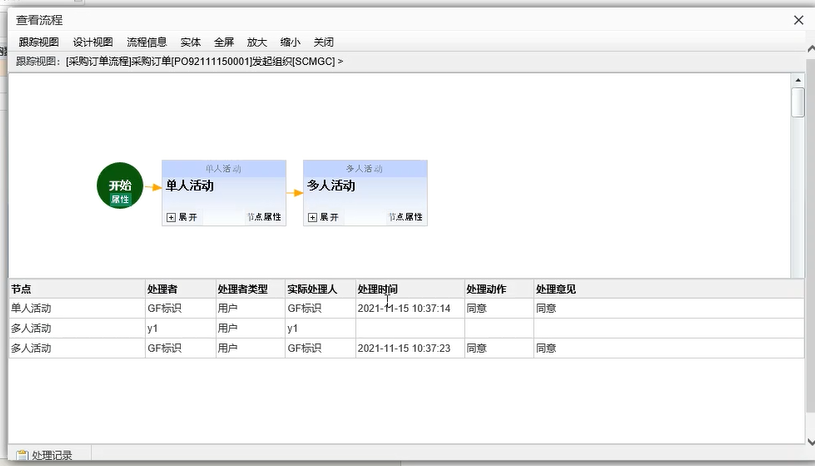 查看流程
跟踪视图 设计视图 流程信息 实体 全屏 放大 缩小 关闭
跟踪视图: [采购订单流程]采购订单[PO92111150001]发起组织[SCMGC] >
开始
属性
单人活动
单人活动
展开 节点属性
多人活动
多人活动
展开 节点属性
节点 处理者 处理者类型 实际处理人 处理时间 处理动作 处理意见
单人活动 GF标识 用户 GF标识 2021-11-15 10:37:14 同意 同意
多人活动 y1 用户 y1
多人活动 GF标识 用户 GF标识 2021-11-15 10:37:23 同意 同意
处理记录